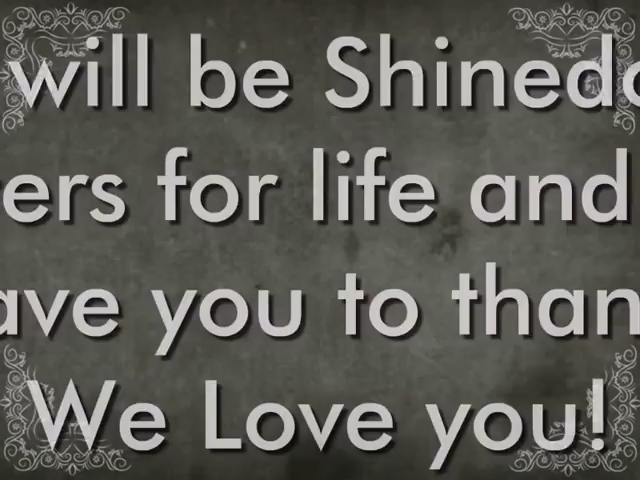 will be Shinedo
ers for life and
ave you to than
We Love you!